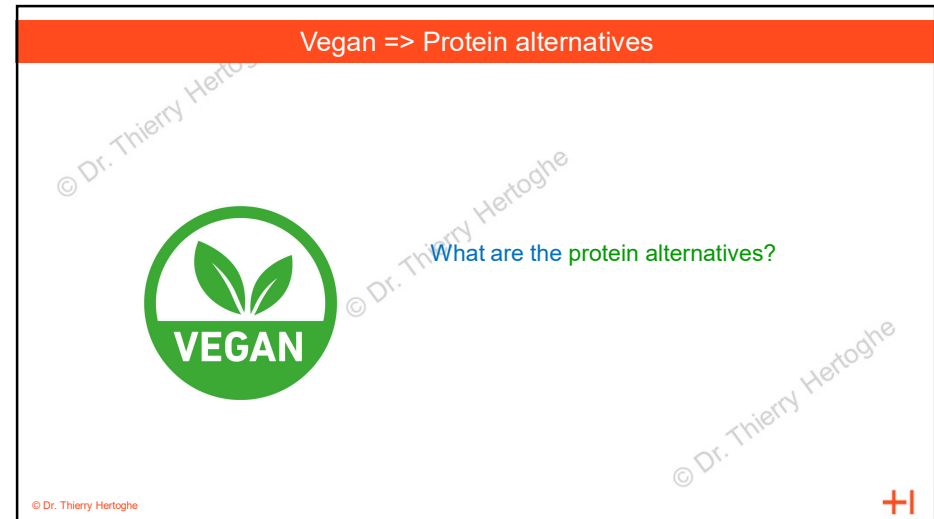 Vegan => Protein alternatives
© Dr. Thierry Hertoghe
© Dr. Thierry Hertoghe
What are the protein alternatives?
VEGAN
© Dr. Thierry Hertoghe
© Dr. Thierry Hertoghe